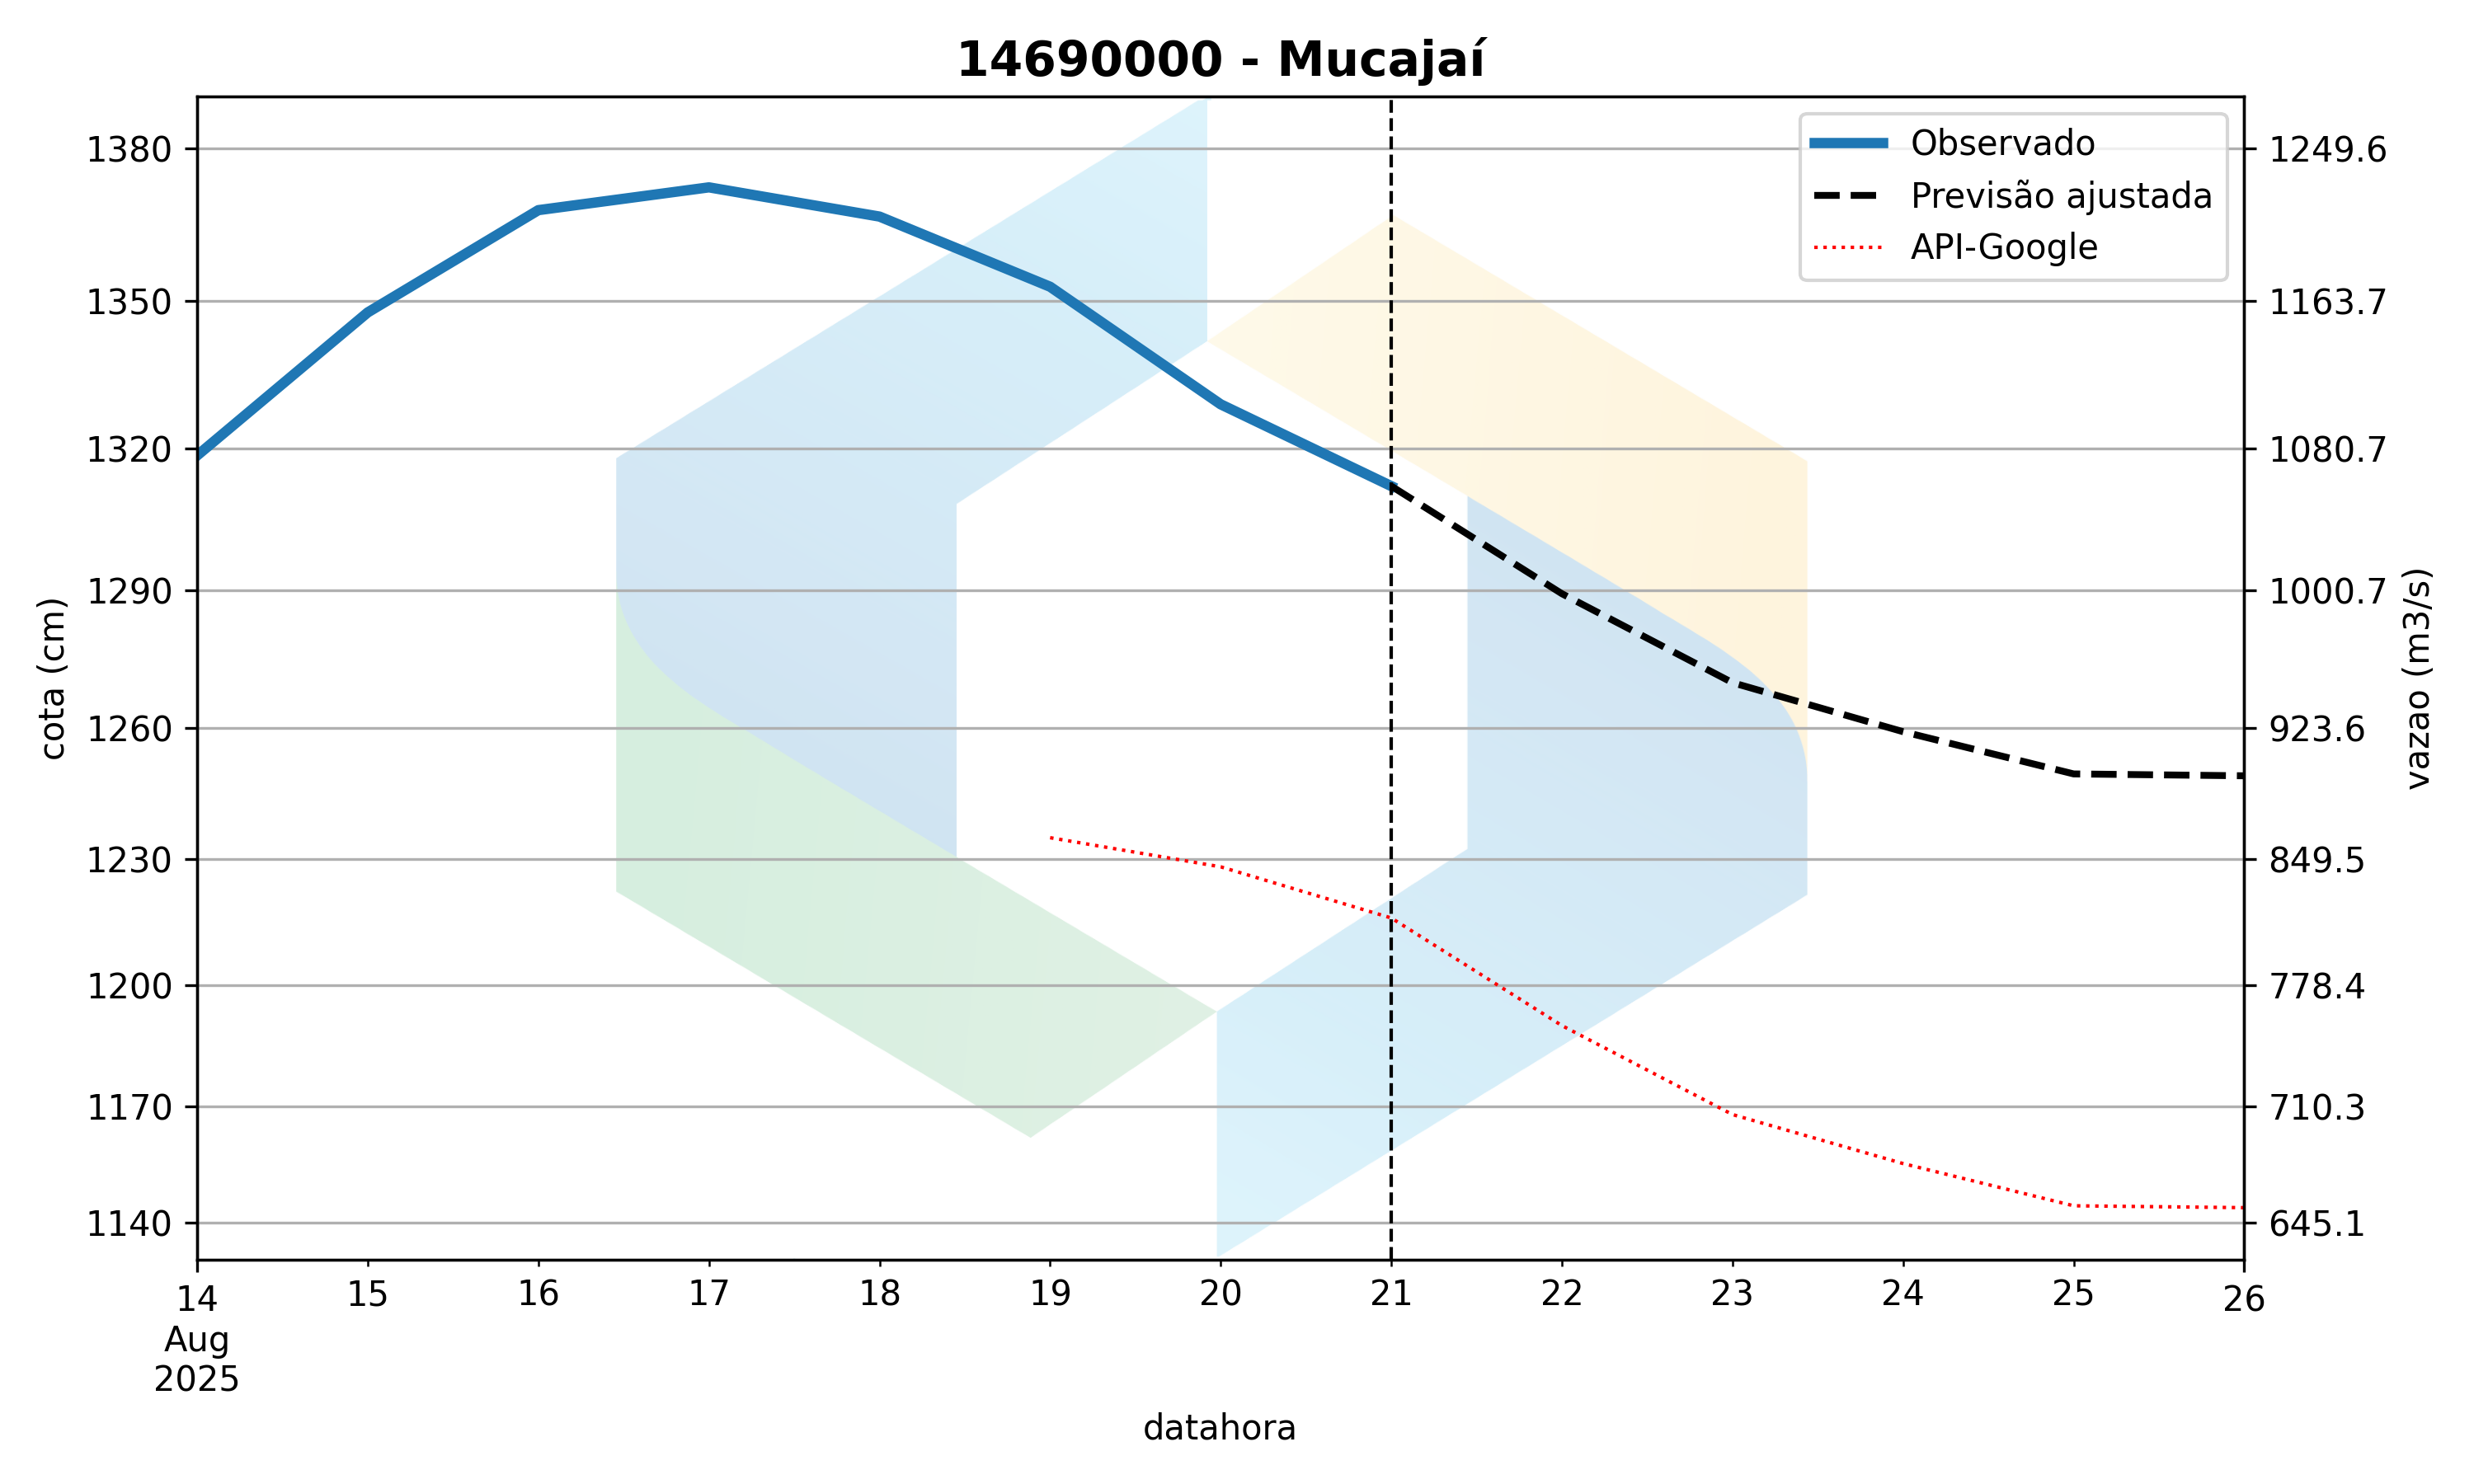 14690000 - Mucajaí
Observado
Previsão ajustada
API-Google
cota (cm)
1380
1350
1320
1290
1260
1230
1200
1170
1140
1249.6
1163.7
1080.7
1000.7
923.6
849.5
778.4
710.3
645.1
vazao (m3/s)
14 15 16 17 18 19 20 21 22 23 24 25 26
Aug
2025
datahora